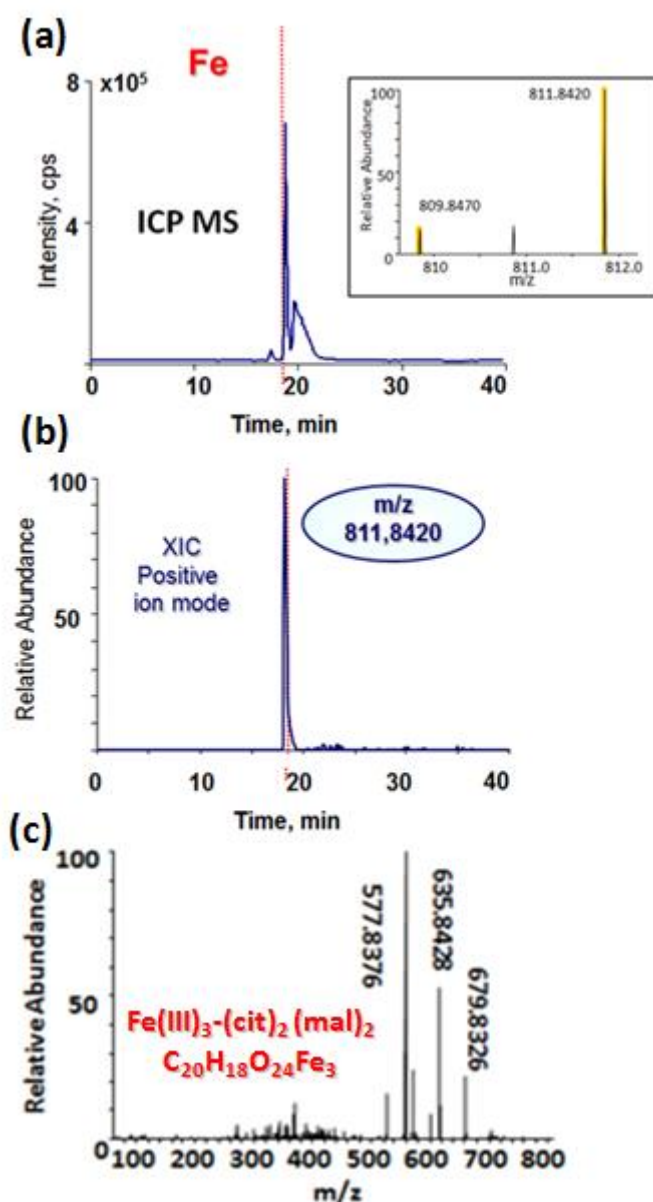 (a)
Fe
8
x10⁵
Intensity, cps
4
ICP MS
0
0 10 20 30 40
Time, min
100
811.8420
Relative Abundance
50
809.8470
0
810 811.0 812.0
m/z
(b)
100
m/z
811,8420
XIC
Positive
ion mode
Relative Abundance
50
0 10 20 30 40
Time, min
(c)
100
Relative Abundance
577.8376
635.8428
679.8326
50
Fe(III)₃-(cit)₂ (mal)₂
C₂₀H₁₈O₂₄Fe₃
0
100 200 300 400 500 600 700 800
m/z